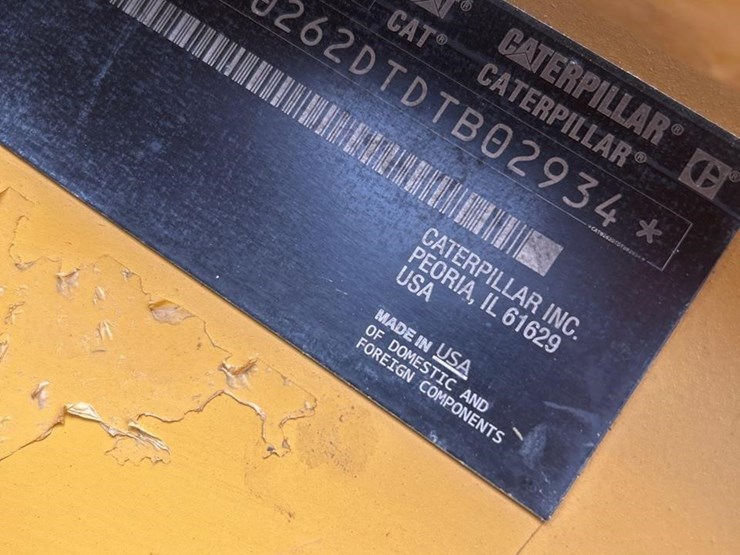 CAT®
CATERPILLAR®
CATERPILLAR®
0262DTDTB02934*
CATERPILLAR INC.
PEORIA, IL 61629
USA
MADE IN USA
OF DOMESTIC AND
FOREIGN COMPONENTS